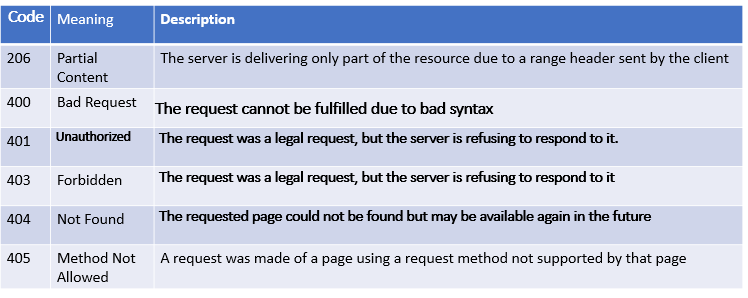 Code Meaning Description
206 Partial Content The server is delivering only part of the resource due to a range header sent by the client
400 Bad Request The request cannot be fulfilled due to bad syntax
401 Unauthorized The request was a legal request, but the server is refusing to respond to it.
403 Forbidden The request was a legal request, but the server is refusing to respond to it
404 Not Found The requested page could not be found but may be available again in the future
405 Method Not Allowed A request was made of a page using a request method not supported by that page